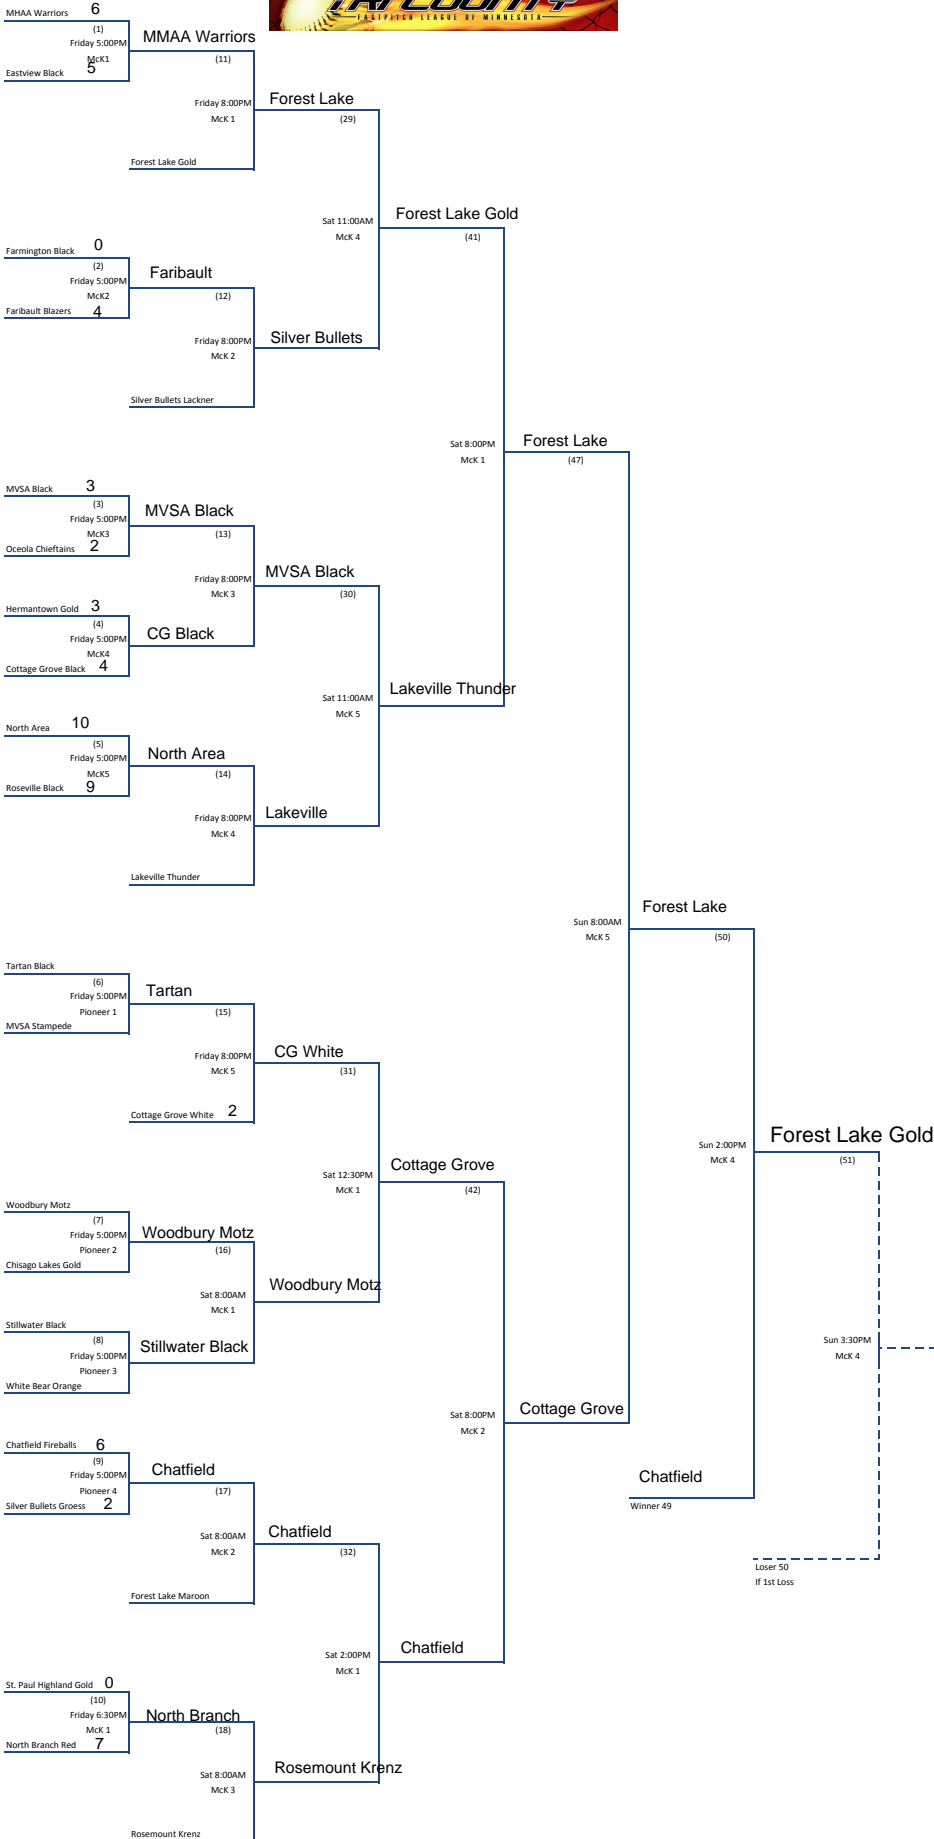 TRI COUNTY
FASTPITCH LEAGUE OF MINNESOTA
MHAA Warriors 6
(1)
Friday 5:00PM
McK1
Eastview Black 5
MMAA Warriors
(11)
Friday 8:00PM
McK 1
Forest Lake Gold
Forest Lake
(29)
Sat 11:00AM
McK 4
Forest Lake Gold
(41)
Farmington Black 0
(2)
Friday 5:00PM
McK2
Faribault Blazers 4
Faribault
(12)
Friday 8:00PM
McK 2
Silver Bullets Lackner
Silver Bullets
Sat 8:00PM
McK 1
Forest Lake
(47)
MVSA Black 3
(3)
Friday 5:00PM
McK3
Oceola Chieftains 2
MVSA Black
(13)
Friday 8:00PM
McK 3
MVSA Black
(30)
Hermantown Gold 3
(4)
Friday 5:00PM
McK4
Cottage Grove Black 4
CG Black
Sat 11:00AM
McK 5
Lakeville Thunder
North Area 10
(5)
Friday 5:00PM
McK5
Roseville Black 9
North Area
(14)
Friday 8:00PM
McK 4
Lakeville Thunder
Lakeville
Sun 8:00AM
McK 5
Forest Lake
(50)
Tartan Black
(6)
Friday 5:00PM
Pioneer 1
MVSA Stampede
Tartan
(15)
Friday 8:00PM
McK 5
Cottage Grove White 2
CG White
(31)
Sat 12:30PM
McK 1
Cottage Grove
(42)
Sun 2:00PM
McK 4
Forest Lake Gold
(51)
Woodbury Motz
(7)
Friday 5:00PM
Pioneer 2
Chisago Lakes Gold
Woodbury Motz
(16)
Sat 8:00AM
McK 1
Woodbury Motz
Stillwater Black
(8)
Friday 5:00PM
Pioneer 3
White Bear Orange
Stillwater Black
Sun 3:30PM
McK 4
Sat 8:00PM
McK 2
Cottage Grove
Chatfield Fireballs 6
(9)
Friday 5:00PM
Pioneer 4
Silver Bullets Groess 2
Chatfield
(17)
Sat 8:00AM
McK 2
Forest Lake Maroon
Chatfield
(32)
Chatfield
Winner 49
Loser 50
If 1st Loss
Sat 2:00PM
McK 1
Chatfield
St. Paul Highland Gold 0
(10)
Friday 6:30PM
McK 1
North Branch Red 7
North Branch
(18)
Sat 8:00AM
McK 3
Rosemount Krenz
Rosemount Krenz